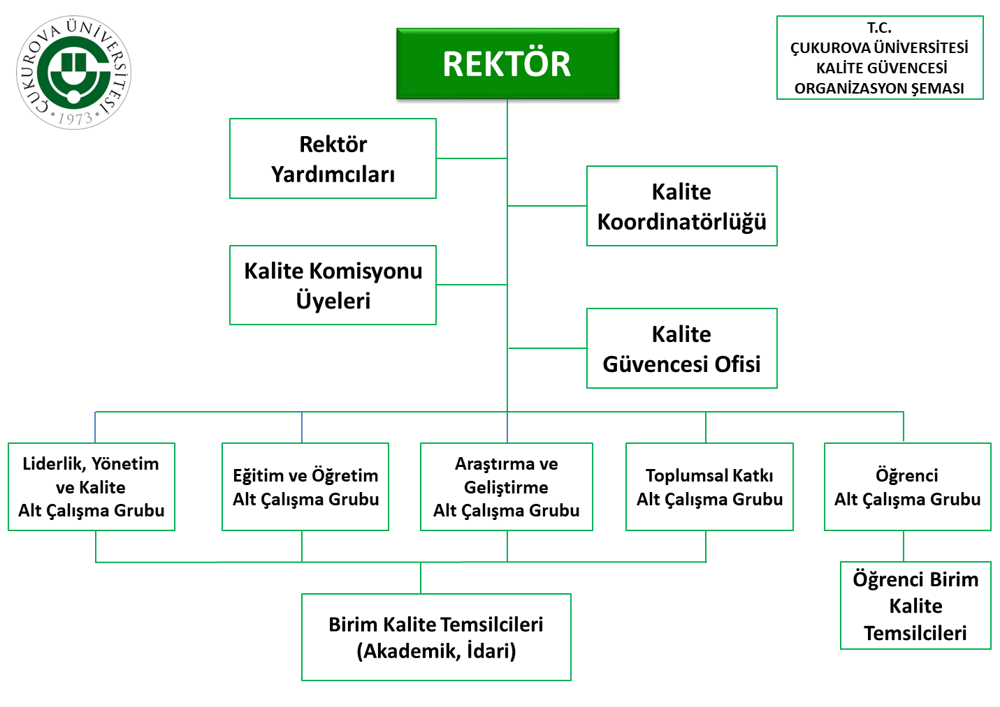 ÇUKUROVA ÜNİVERSİTESİ
• 1973 •
REKTÖR
T.C.
ÇUKUROVA ÜNİVERSİTESİ
KALİTE GÜVENCESİ
ORGANİZASYON ŞEMASI
Rektör
Yardımcıları
Kalite
Koordinatörlüğü
Kalite Komisyonu
Üyeleri
Kalite
Güvencesi Ofisi
Liderlik, Yönetim
ve Kalite
Alt Çalışma Grubu
Eğitim ve Öğretim
Alt Çalışma Grubu
Araştırma ve
Geliştirme
Alt Çalışma Grubu
Toplumsal Katkı
Alt Çalışma Grubu
Öğrenci
Alt Çalışma Grubu
Birim Kalite Temsilcileri
(Akademik, İdari)
Öğrenci Birim
Kalite
Temsilcileri